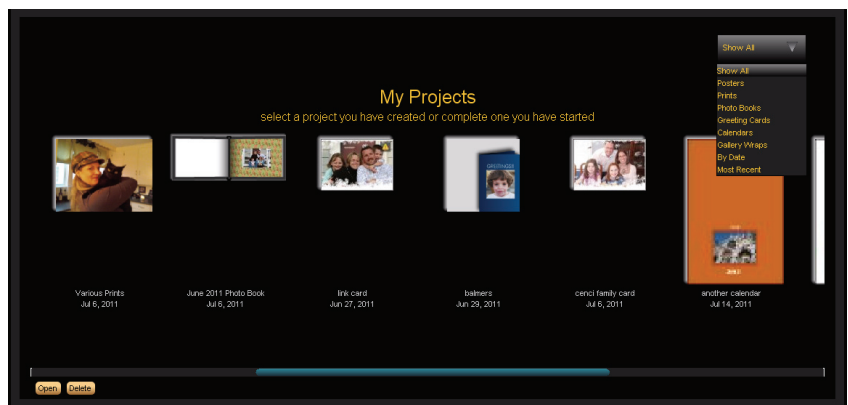 Show All
Show All
Posters
Prints
Photo Books
Greeting Cards
Calendars
Gallery Wraps
By Date
Most Recent
My Projects
select a project you have created or complete one you have started
Various Prints
Jul 6, 2011
June 2011 Photo Book
Jul 6, 2011
link card
Jun 27, 2011
balmers
Jun 29, 2011
cenci family card
Jul 6, 2011
another calendar
Jul 14, 2011
Open
Delete